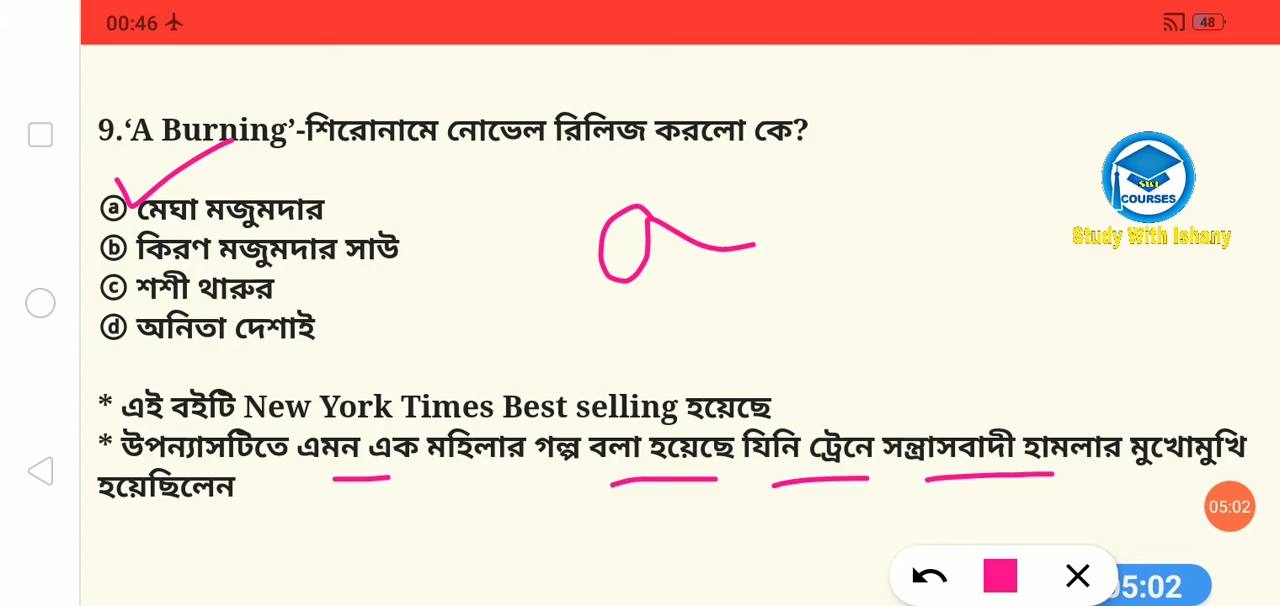 00:46
48
9.‘A Burning’-শিরোনামে নোভেল রিলিজ করলো কে?
ⓐ মেঘা মজুমদার
ⓑ কিরণ মজুমদার সাউ
ⓒ শশী থারুর
ⓓ অনিতা দেশাই
a
SWI
COURSES
Study With Ishany
* এই বইটি New York Times Best selling হয়েছে
* উপন্যাসটিতে এমন এক মহিলার গল্প বলা হয়েছে যিনি ট্রেনে সন্ত্রাসবাদী হামলার মুখোমুখি
হয়েছিলেন
05:02
05:02